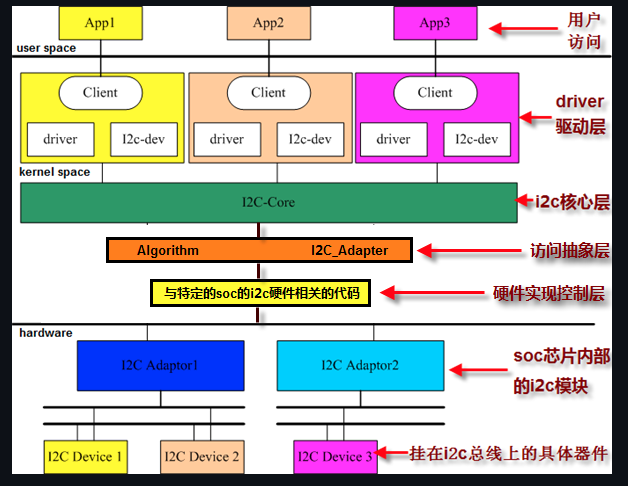 App1
App2
App3
用户
访问
user space
Client
Client
Client
driver
I2c-dev
driver
I2c-dev
driver
I2c-dev
driver
驱动层
kernel space
I2C-Core
i2c核心层
Algorithm
I2C_Adapter
访问抽象层
与特定的soc的i2c硬件相关的代码
硬件实现控制层
hardware
I2C Adaptor1
I2C Adaptor2
soc芯片内部
的i2c模块
I2C Device 1
I2C Device 2
I2C Device 3
挂在i2c总线上的具体器件